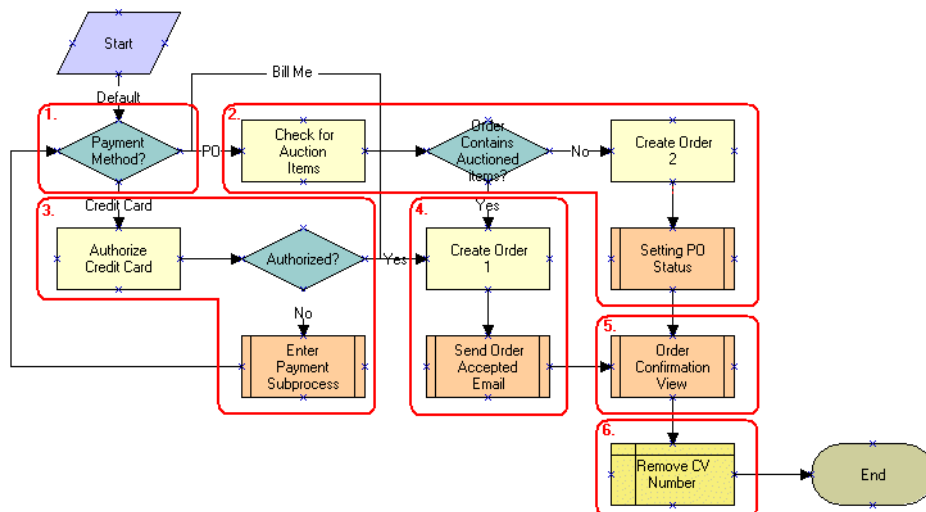 Start
Bill Me
Default
1.
Payment
Method?
PO
2.
Check for
Auction
Items
Order
Contains
Auctioned
Items?
No
Create Order
2
Credit Card
3.
Authorize
Credit Card
Authorized?
Yes
4.
Yes
Create Order
1
Setting PO
Status
No
Enter
Payment
Subprocess
Send Order
Accepted
Email
5.
Order
Confirmation
View
6.
Remove CV
Number
End